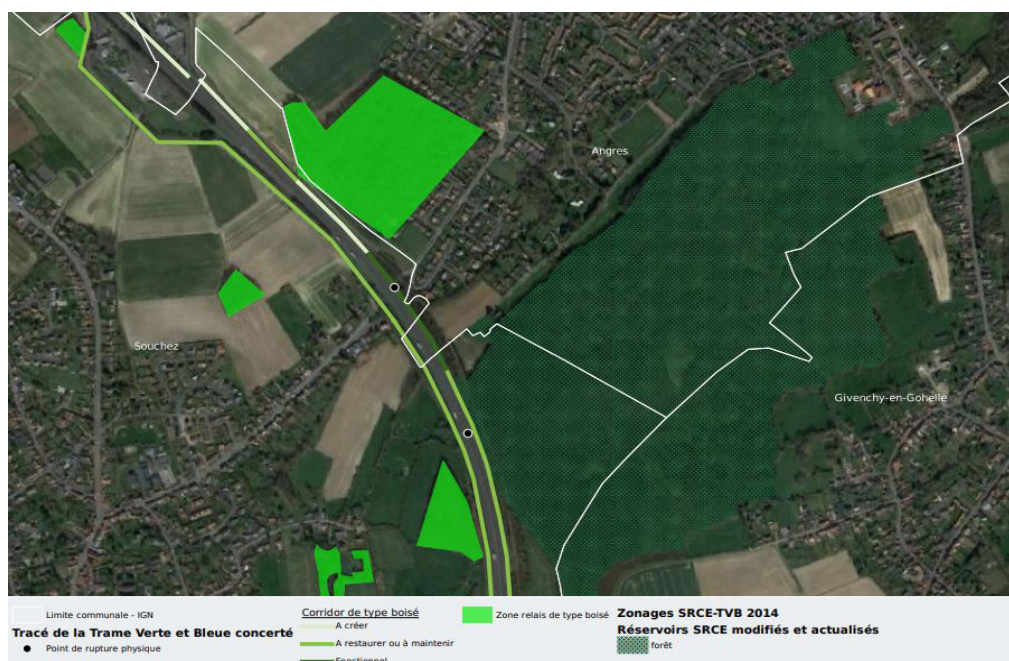 Angres
Souchez
Givenchy-en-Gohelle
Limite communale - IGN
Tracé de la Trame Verte et Bleue concerté
Point de rupture physique
Corridor de type boisé
A créer
A restaurer ou à maintenir
Fonctionnel
Zone relais de type boisé
Zonages SRCE-TVB 2014
Réservoirs SRCE modifiés et actualisés
forêt